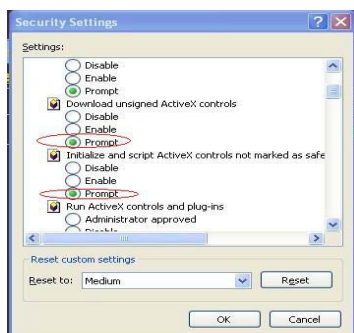 Security Settings
Settings:
Disable
Enable
Prompt
Download unsigned ActiveX controls
Disable
Enable
Prompt
Initialize and script ActiveX controls not marked as safe
Disable
Enable
Prompt
Run ActiveX controls and plug-ins
Administrator approved
Reset custom settings
Reset to: Medium Reset
OK Cancel